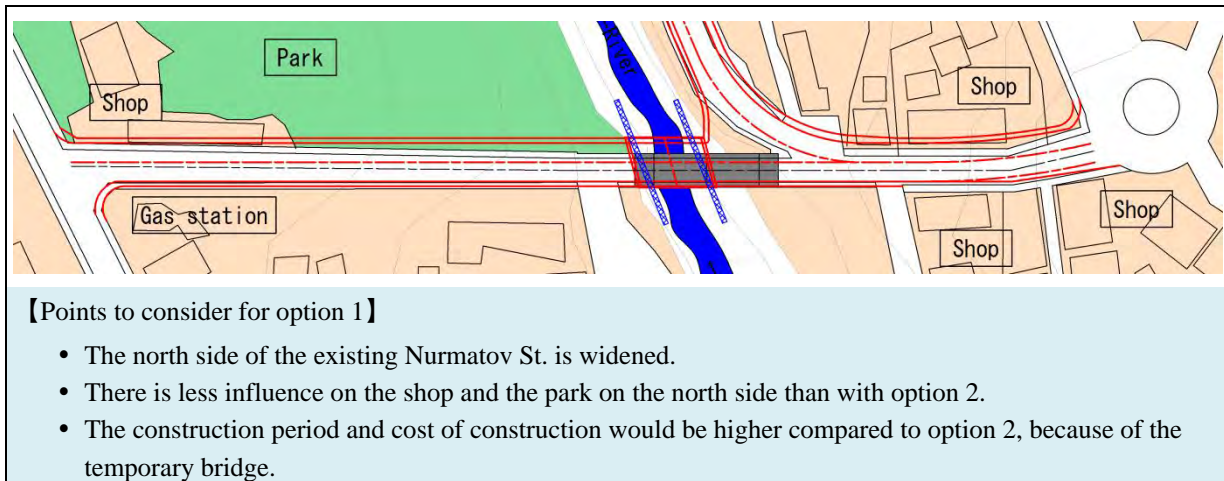 Park
River
Shop
Shop
Gas station
Shop
Shop
【Points to consider for option 1】
• The north side of the existing Nurmatov St. is widened.
• There is less influence on the shop and the park on the north side than with option 2.
• The construction period and cost of construction would be higher compared to option 2, because of the
temporary bridge.